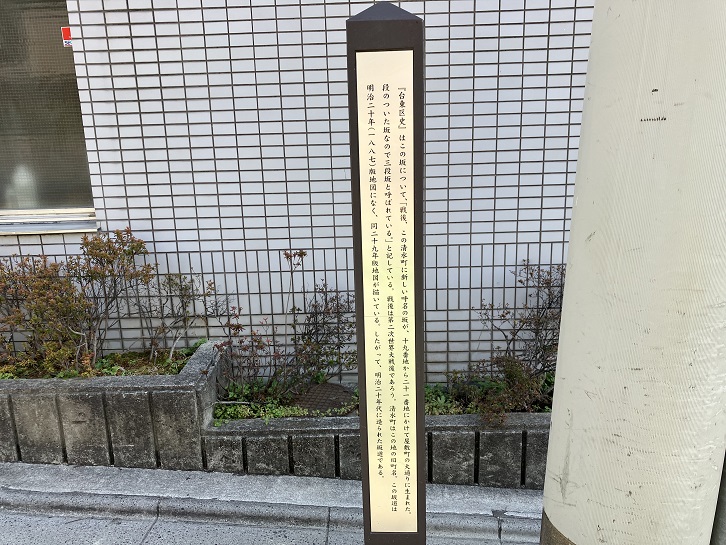 『台東区史』はこの坂について、「戦後、この清水町に新しい呼名の坂が、十九番地から二十一番地にかけて屋敷町の大通りに生まれた。
段のついた坂なので三段坂と呼ばれている。」と記している。戦後は第二次世界大戦後であろう。清水町はこの地の旧町名。この坂道は
明治二十年(一八八七)版地図になく、同二十九年版地図が描いている。したがって、明治二十年代に造られた坂道である。